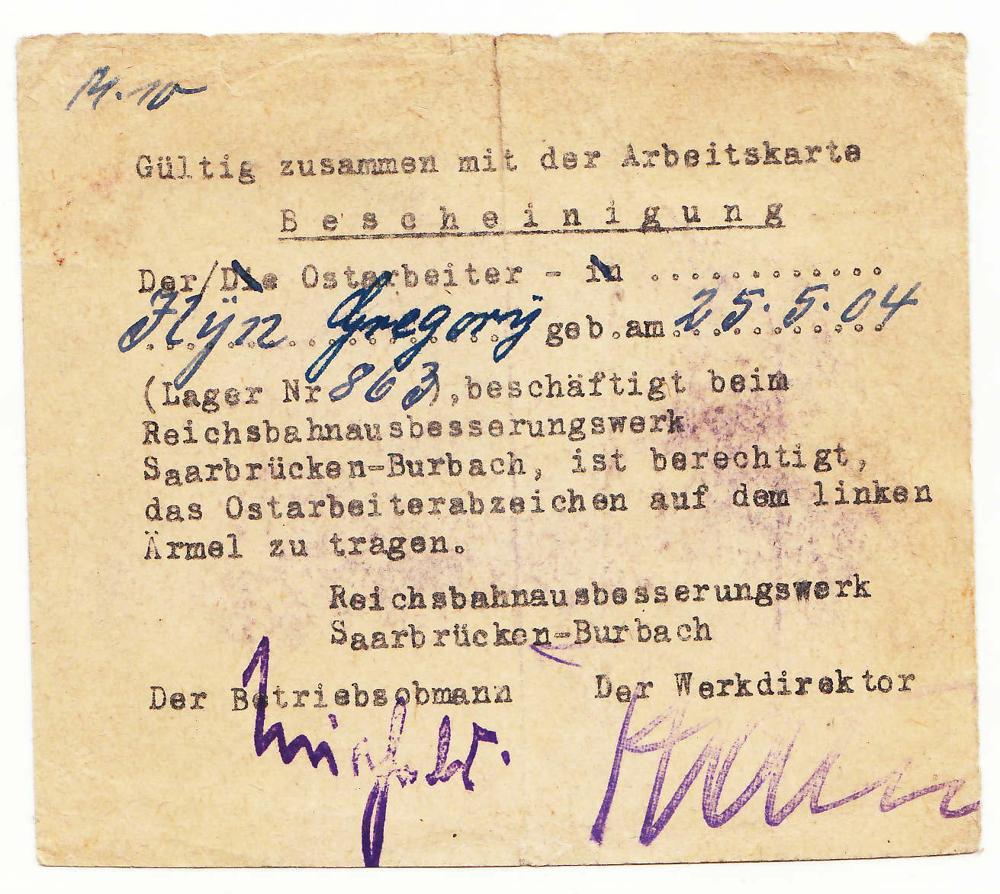 14.10
Gültig zusammen mit der Arbeitskarte
Bescheinigung
Der/Die Ostarbeiter - in .............
Ilÿn Gregorÿ geb.am 25.5.04
(Lager Nr 863), beschäftigt beim
Reichsbahnausbesserungswerk
Saarbrücken-Burbach, ist berechtigt,
das Ostarbeiterabzeichen auf dem linken
Ärmel zu tragen.
Reichsbahnausbesserungswerk
Saarbrücken-Burbach
Der Betriebsobmann Der Werkdirektor